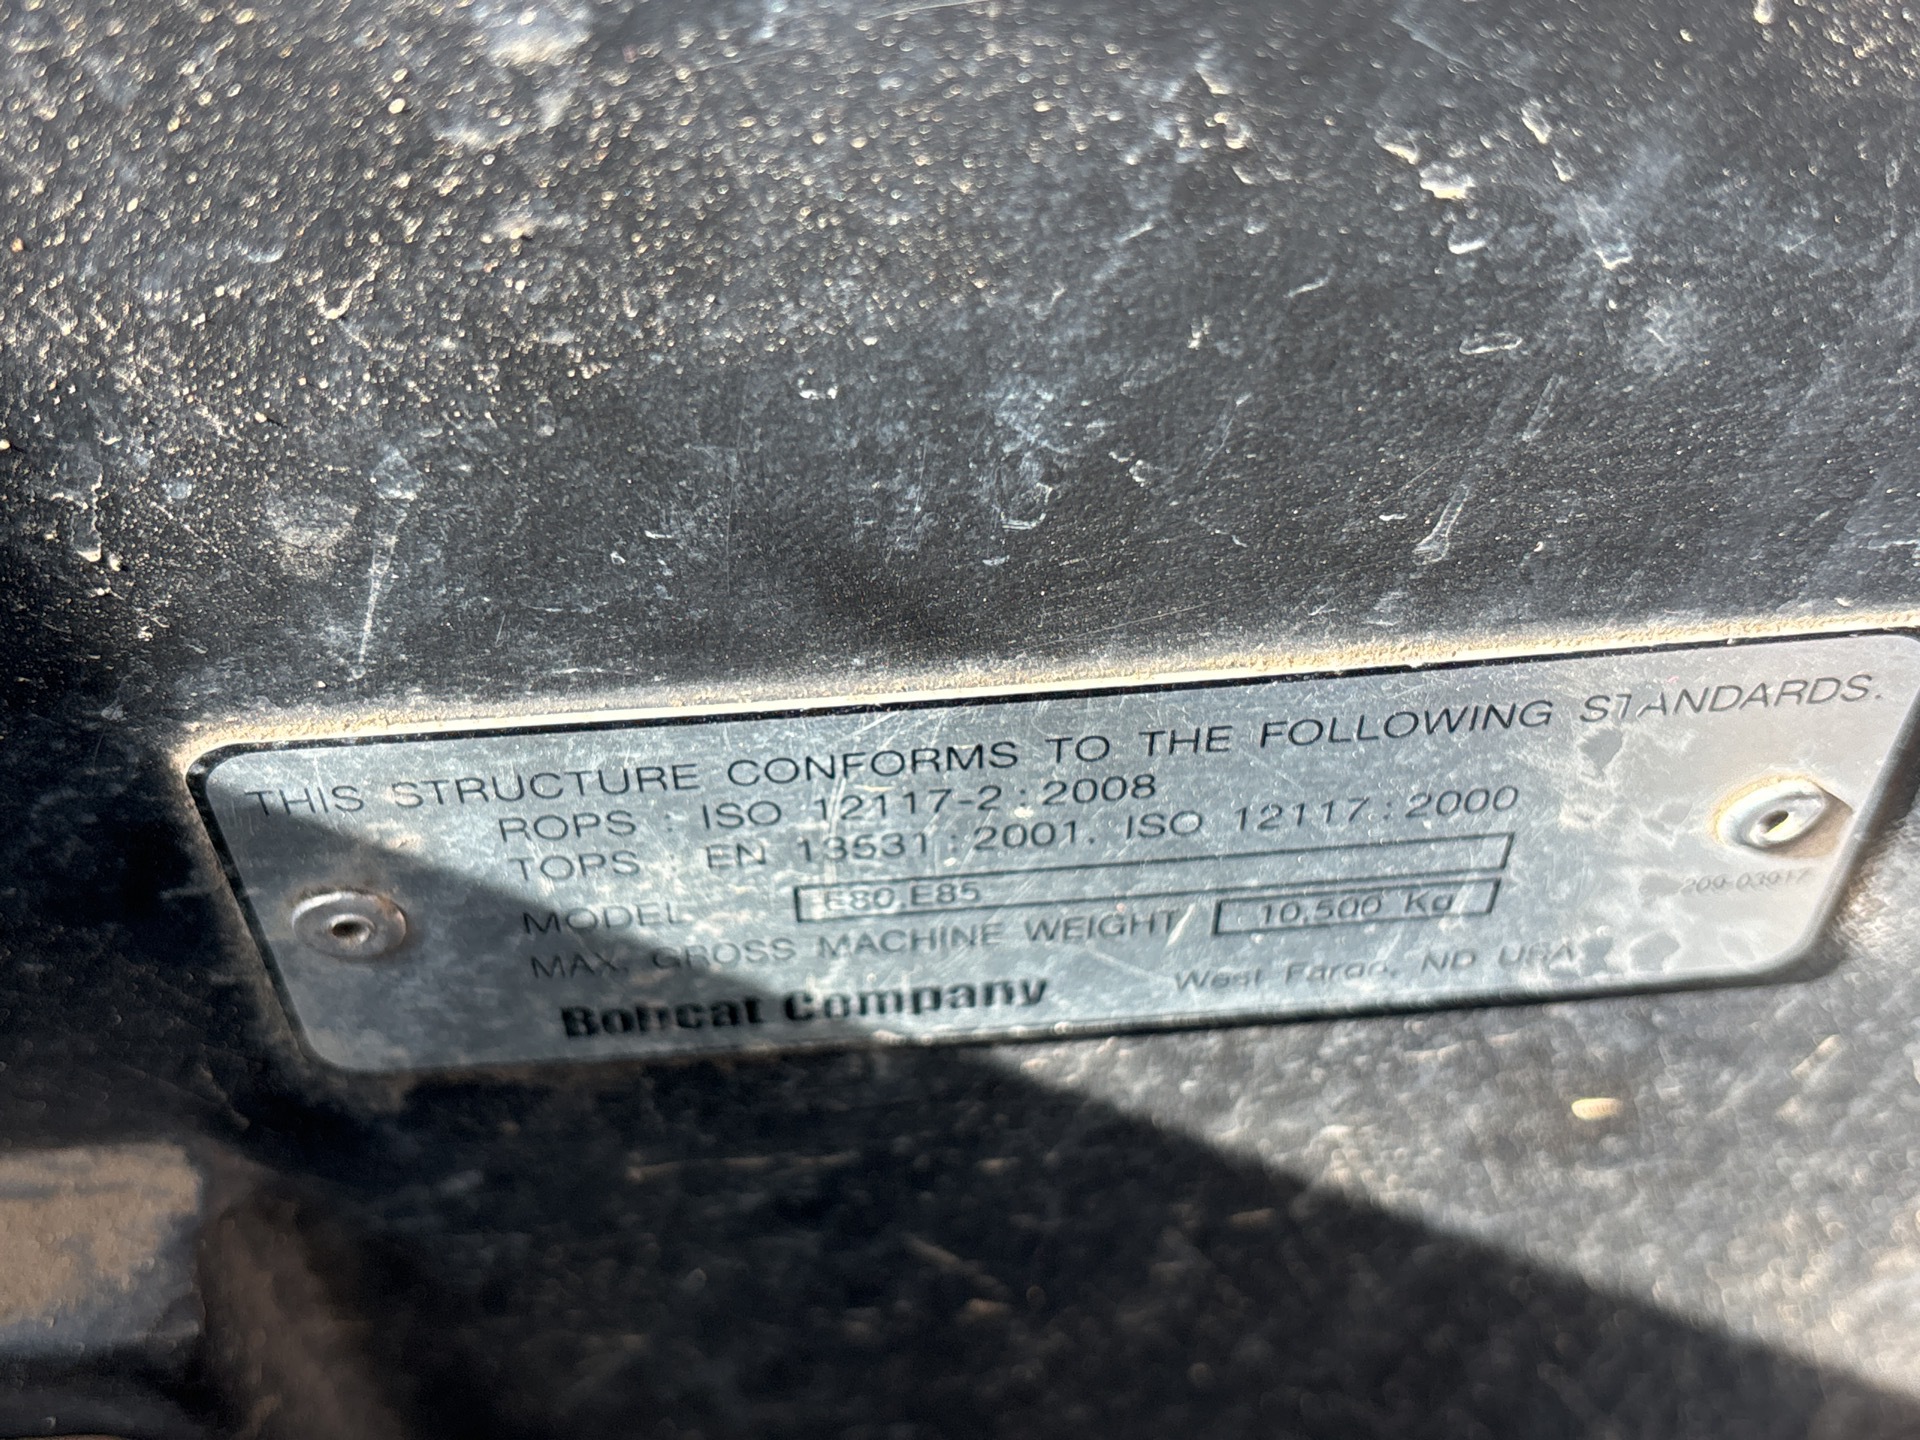 THIS STRUCTURE CONFORMS TO THE FOLLOWING STANDARDS.
ROPS : ISO 12117-2 : 2008
TOPS : EN 13531 : 2001. ISO 12117 : 2000
MODEL E80,E85
MAX. GROSS MACHINE WEIGHT 10,500 Kg
Bobcat Company West Fargo, ND USA